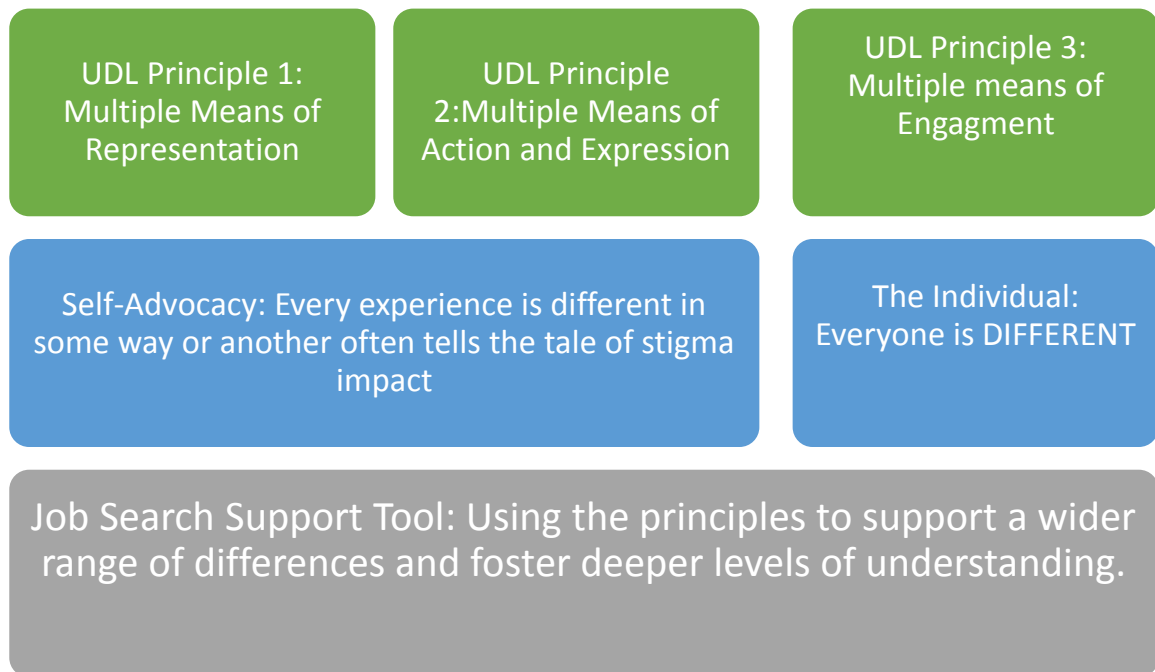 UDL Principle 1:
Multiple Means of
Representation
UDL Principle
2:Multiple Means of
Action and Expression
UDL Principle 3:
Multiple means of
Engagment
Self-Advocacy: Every experience is different in
some way or another often tells the tale of stigma
impact
The Individual:
Everyone is DIFFERENT
Job Search Support Tool: Using the principles to support a wider
range of differences and foster deeper levels of understanding.